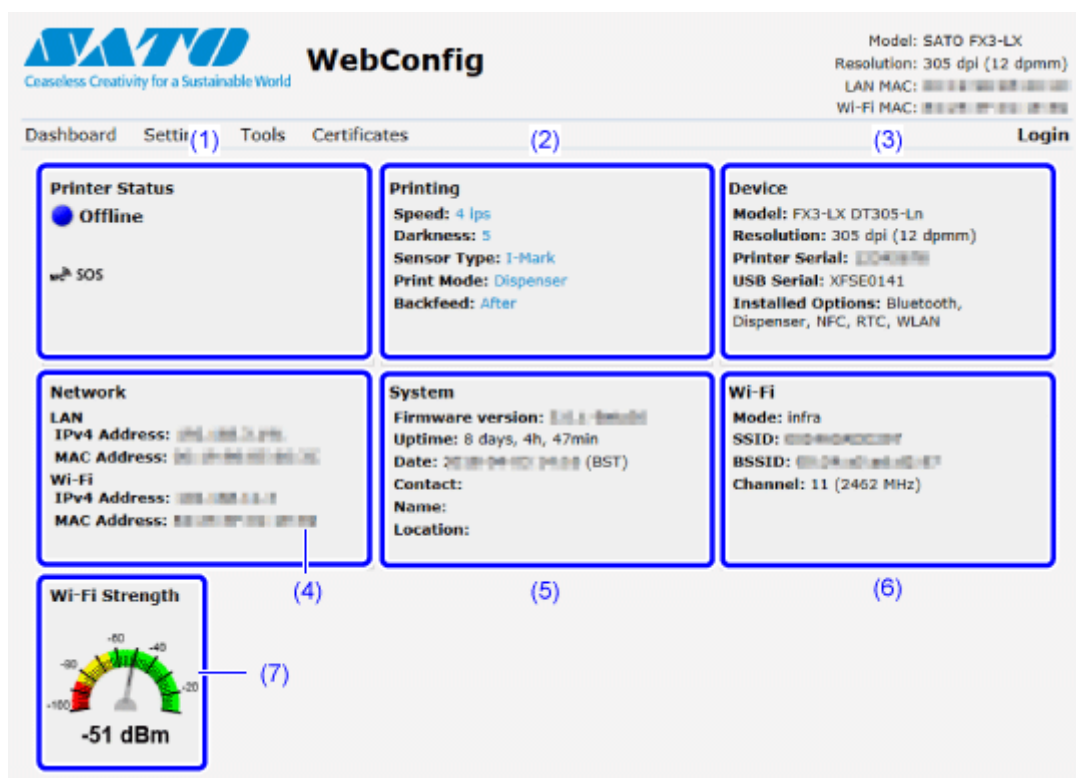 SATO
Ceaseless Creativity for a Sustainable World
WebConfig
Model: SATO FX3-LX
Resolution: 305 dpi (12 dpmm)
LAN MAC:
Wi-Fi MAC:
Dashboard Tools Certificates Login
(1) (2) (3)
Printer Status
Offline
SOS
Printing
Speed: 4 ips
Darkness: 5
Sensor Type: I-Mark
Print Mode: Dispenser
Backfeed: After
Device
Model: FX3-LX DT305-Ln
Resolution: 305 dpi (12 dpmm)
Printer Serial:
USB Serial: XFSE0141
Installed Options: Bluetooth,
Dispenser, NFC, RTC, WLAN
Network
LAN
IPv4 Address:
MAC Address:
Wi-Fi
IPv4 Address:
MAC Address:
(4)
System
Firmware version:
Uptime: 8 days, 4h, 47min
Date: (BST)
Contact:
Name:
Location:
(5)
Wi-Fi
Mode: infra
SSID:
BSSID:
Channel: 11 (2462 MHz)
(6)
Wi-Fi Strength
-40
-20
-100
-51 dBm
(7)